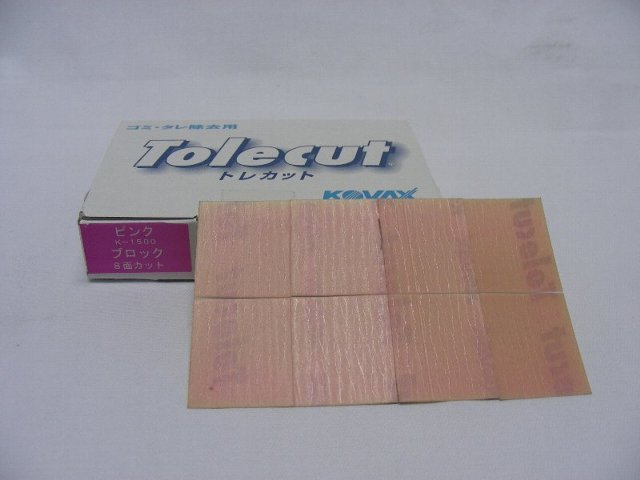 ゴミ・タレ除去用
Tolecut
トレカット
KOVAX
ピンク
K-1500
ブロック
8面カット
Tolecut